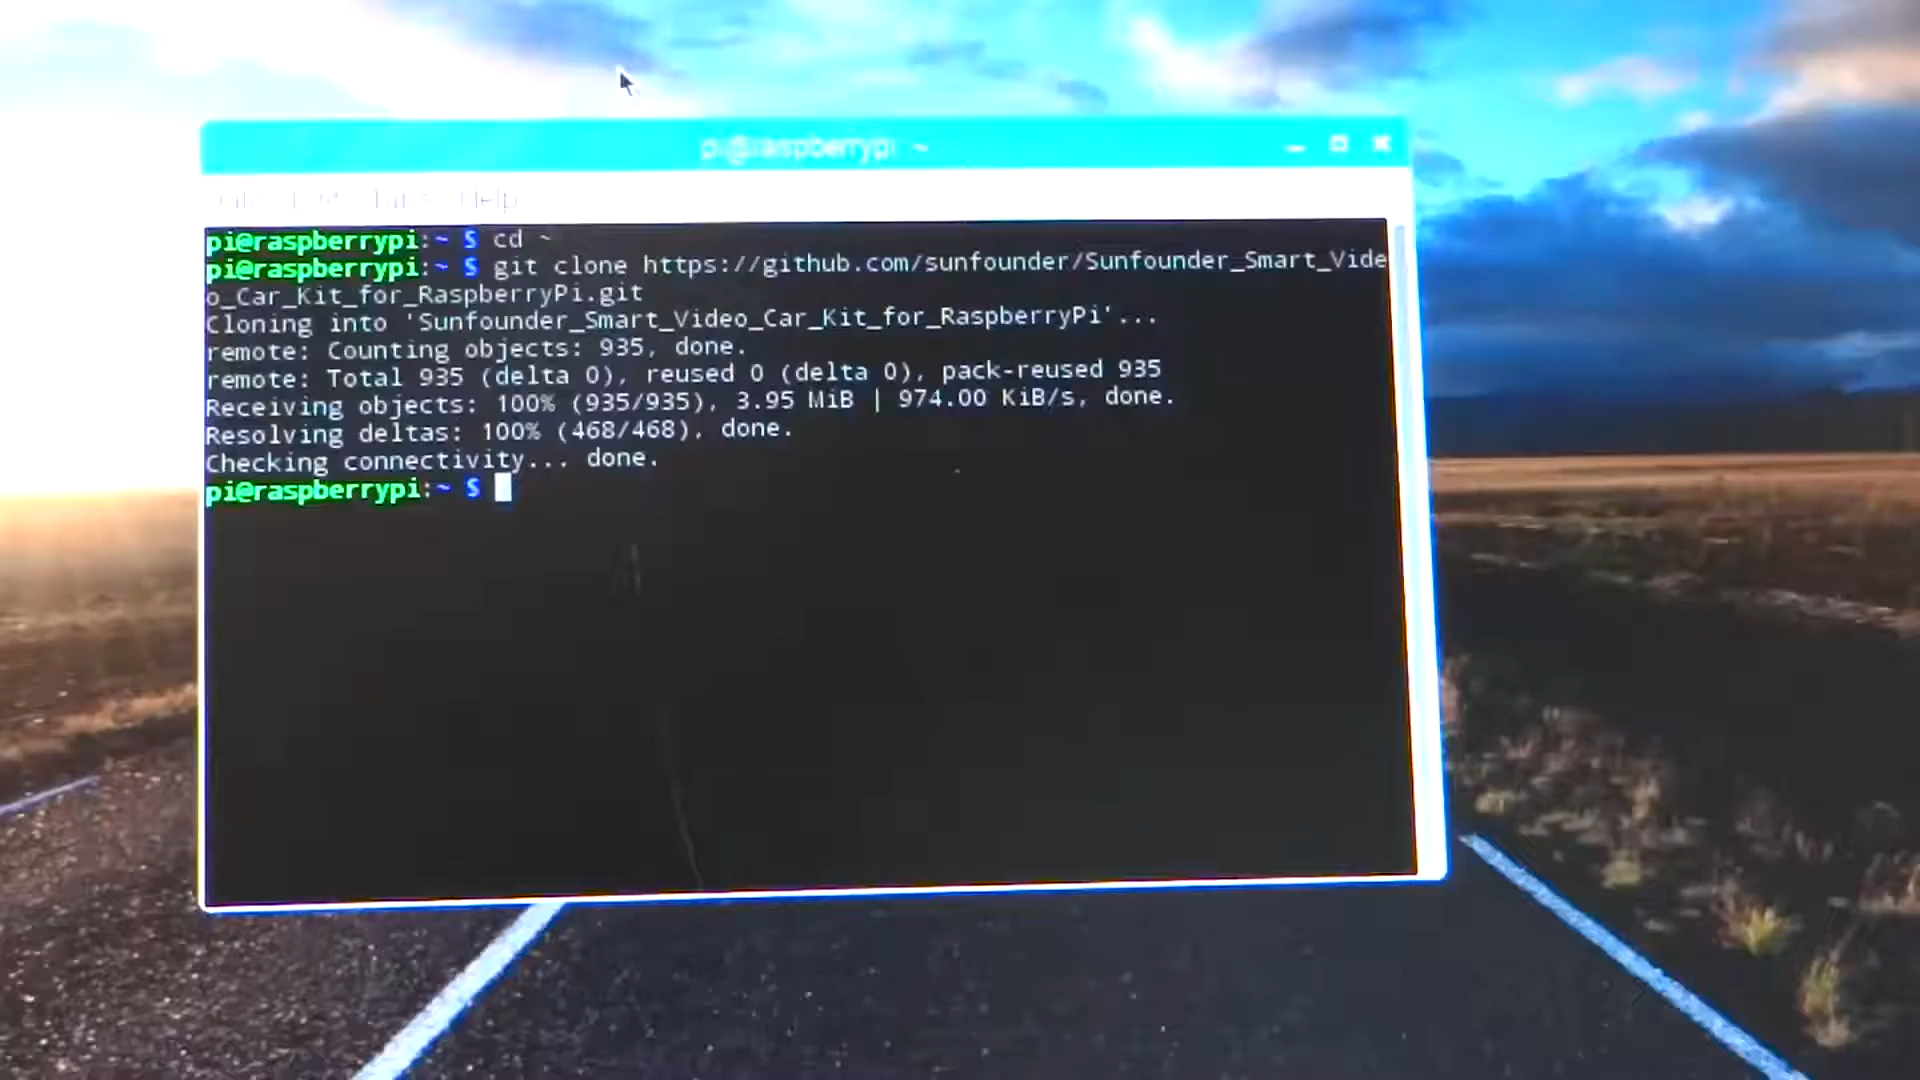 pi@raspberrypi: ~
Help
pi@raspberrypi:~ $ cd ~
pi@raspberrypi:~ $ git clone https://github.com/sunfounder/Sunfounder_Smart_Vide
o_Car_Kit_for_RaspberryPi.git
Cloning into 'Sunfounder_Smart_Video_Car_Kit_for_RaspberryPi'...
remote: Counting objects: 935, done.
remote: Total 935 (delta 0), reused 0 (delta 0), pack-reused 935
Receiving objects: 100% (935/935), 3.95 MiB | 974.00 KiB/s, done.
Resolving deltas: 100% (468/468), done.
Checking connectivity... done.
pi@raspberrypi:~ $